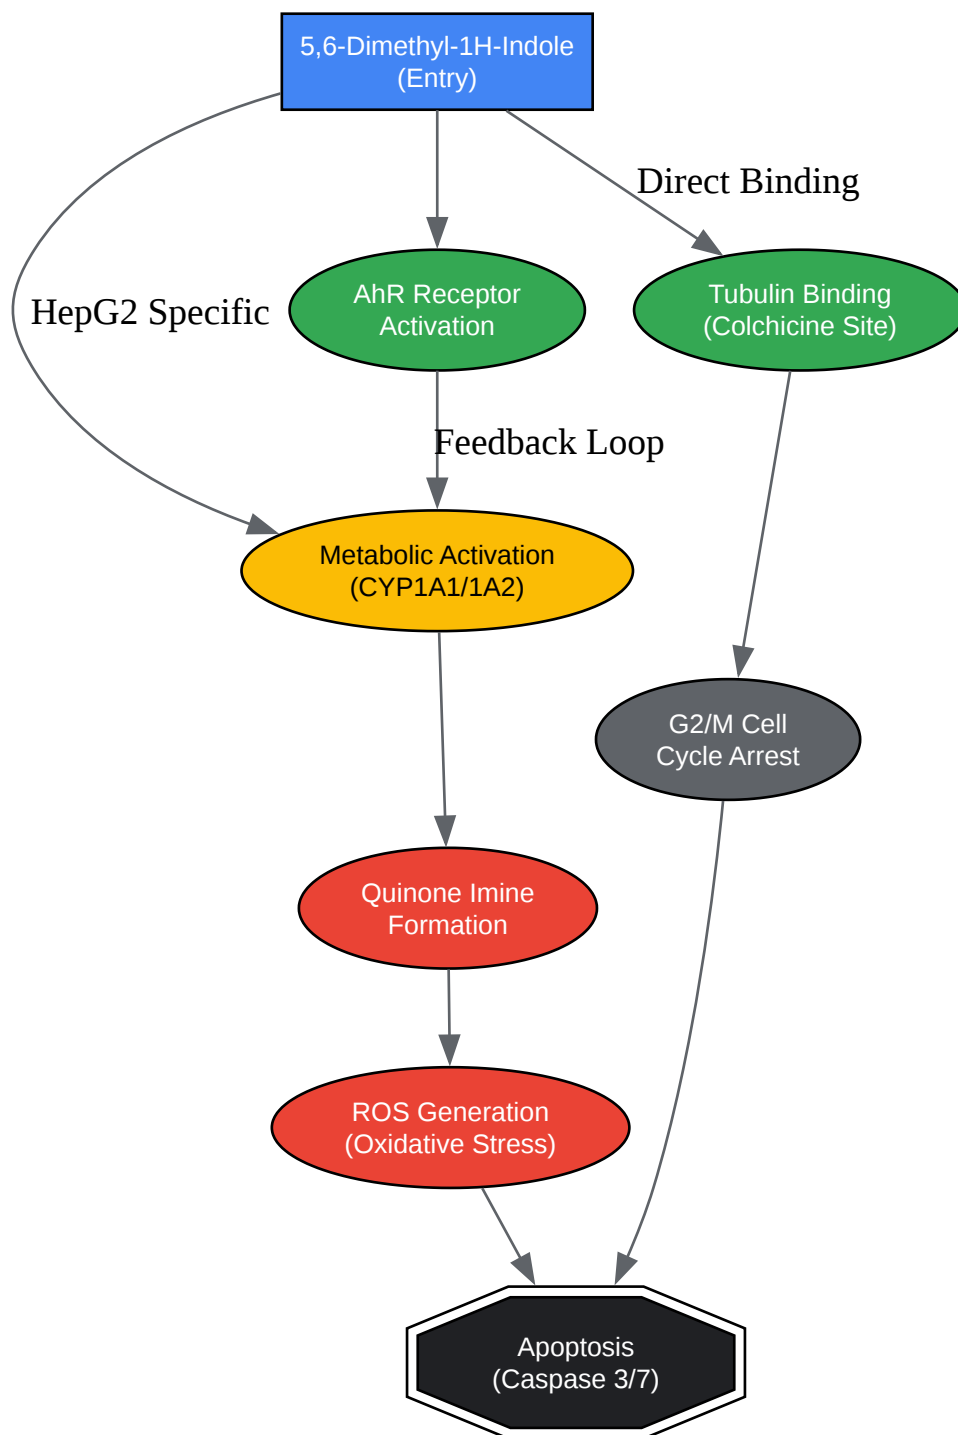 5,6-Dimethyl-1H-Indole
(Entry)
Direct Binding
HepG2 Specific
AhR Receptor
Activation
Tubulin Binding
(Colchicine Site)
Feedback Loop
Metabolic Activation
(CYP1A1/1A2)
G2/M Cell
Cycle Arrest
Quinone Imine
Formation
ROS Generation
(Oxidative Stress)
Apoptosis
(Caspase 3/7)